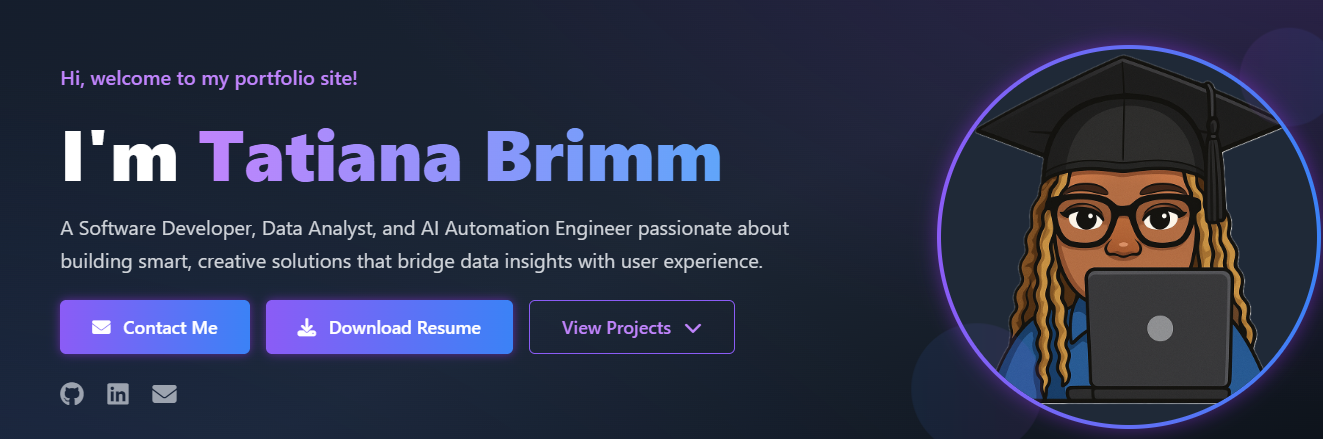 Hi, welcome to my portfolio site!
I'm Tatiana Brimm
A Software Developer, Data Analyst, and AI Automation Engineer passionate about
building smart, creative solutions that bridge data insights with user experience.
Contact Me
Download Resume
View Projects
in